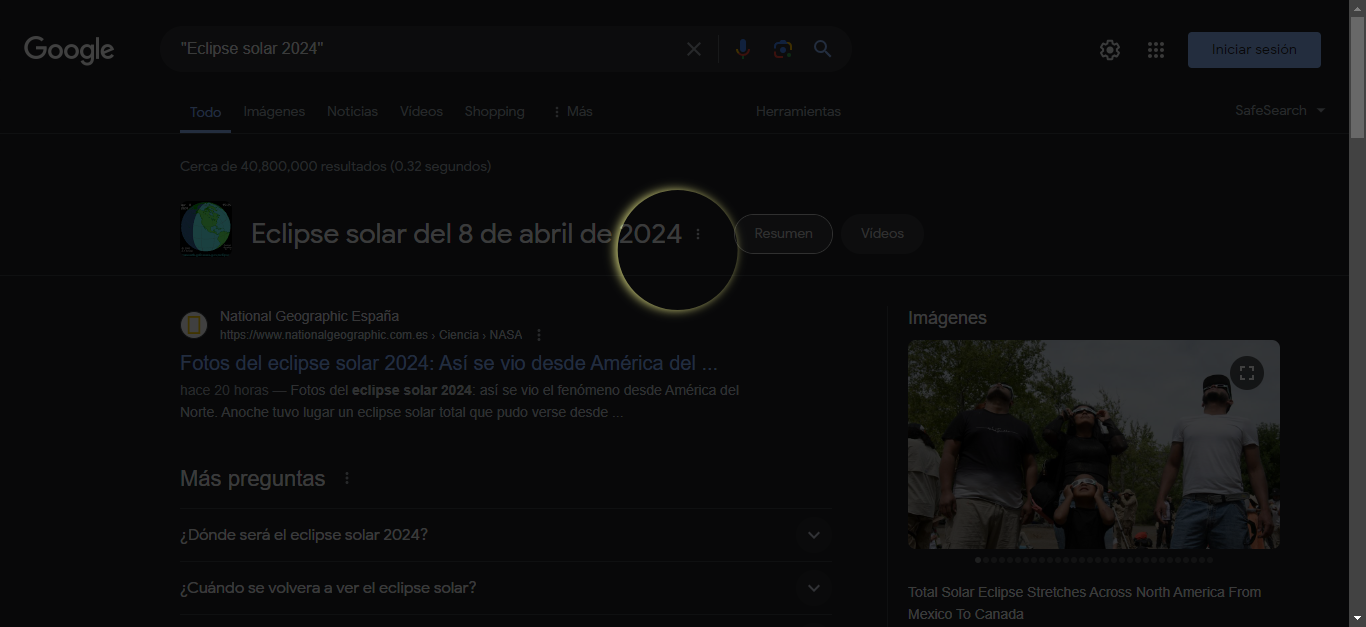 Google
"Eclipse solar 2024"
Iniciar sesión
Todo Imágenes Noticias Videos Shopping Más Herramientas SafeSearch
Cerca de 40,800,000 resultados (0.32 segundos)
Eclipse solar del 8 de abril de 2024
Resumen Videos
National Geographic España
https://www.nationalgeographic.com.es › Ciencia › NASA
Fotos del eclipse solar 2024: Así se vio desde América del ...
hace 20 horas — Fotos del eclipse solar 2024: así se vio el fenómeno desde América del
Norte. Anoche tuvo lugar un eclipse solar total que pudo verse desde ...
Más preguntas
¿Dónde será el eclipse solar 2024?
¿Cuándo se volvera a ver el eclipse solar?
Imágenes
Total Solar Eclipse Stretches Across North America From
Mexico To Canada